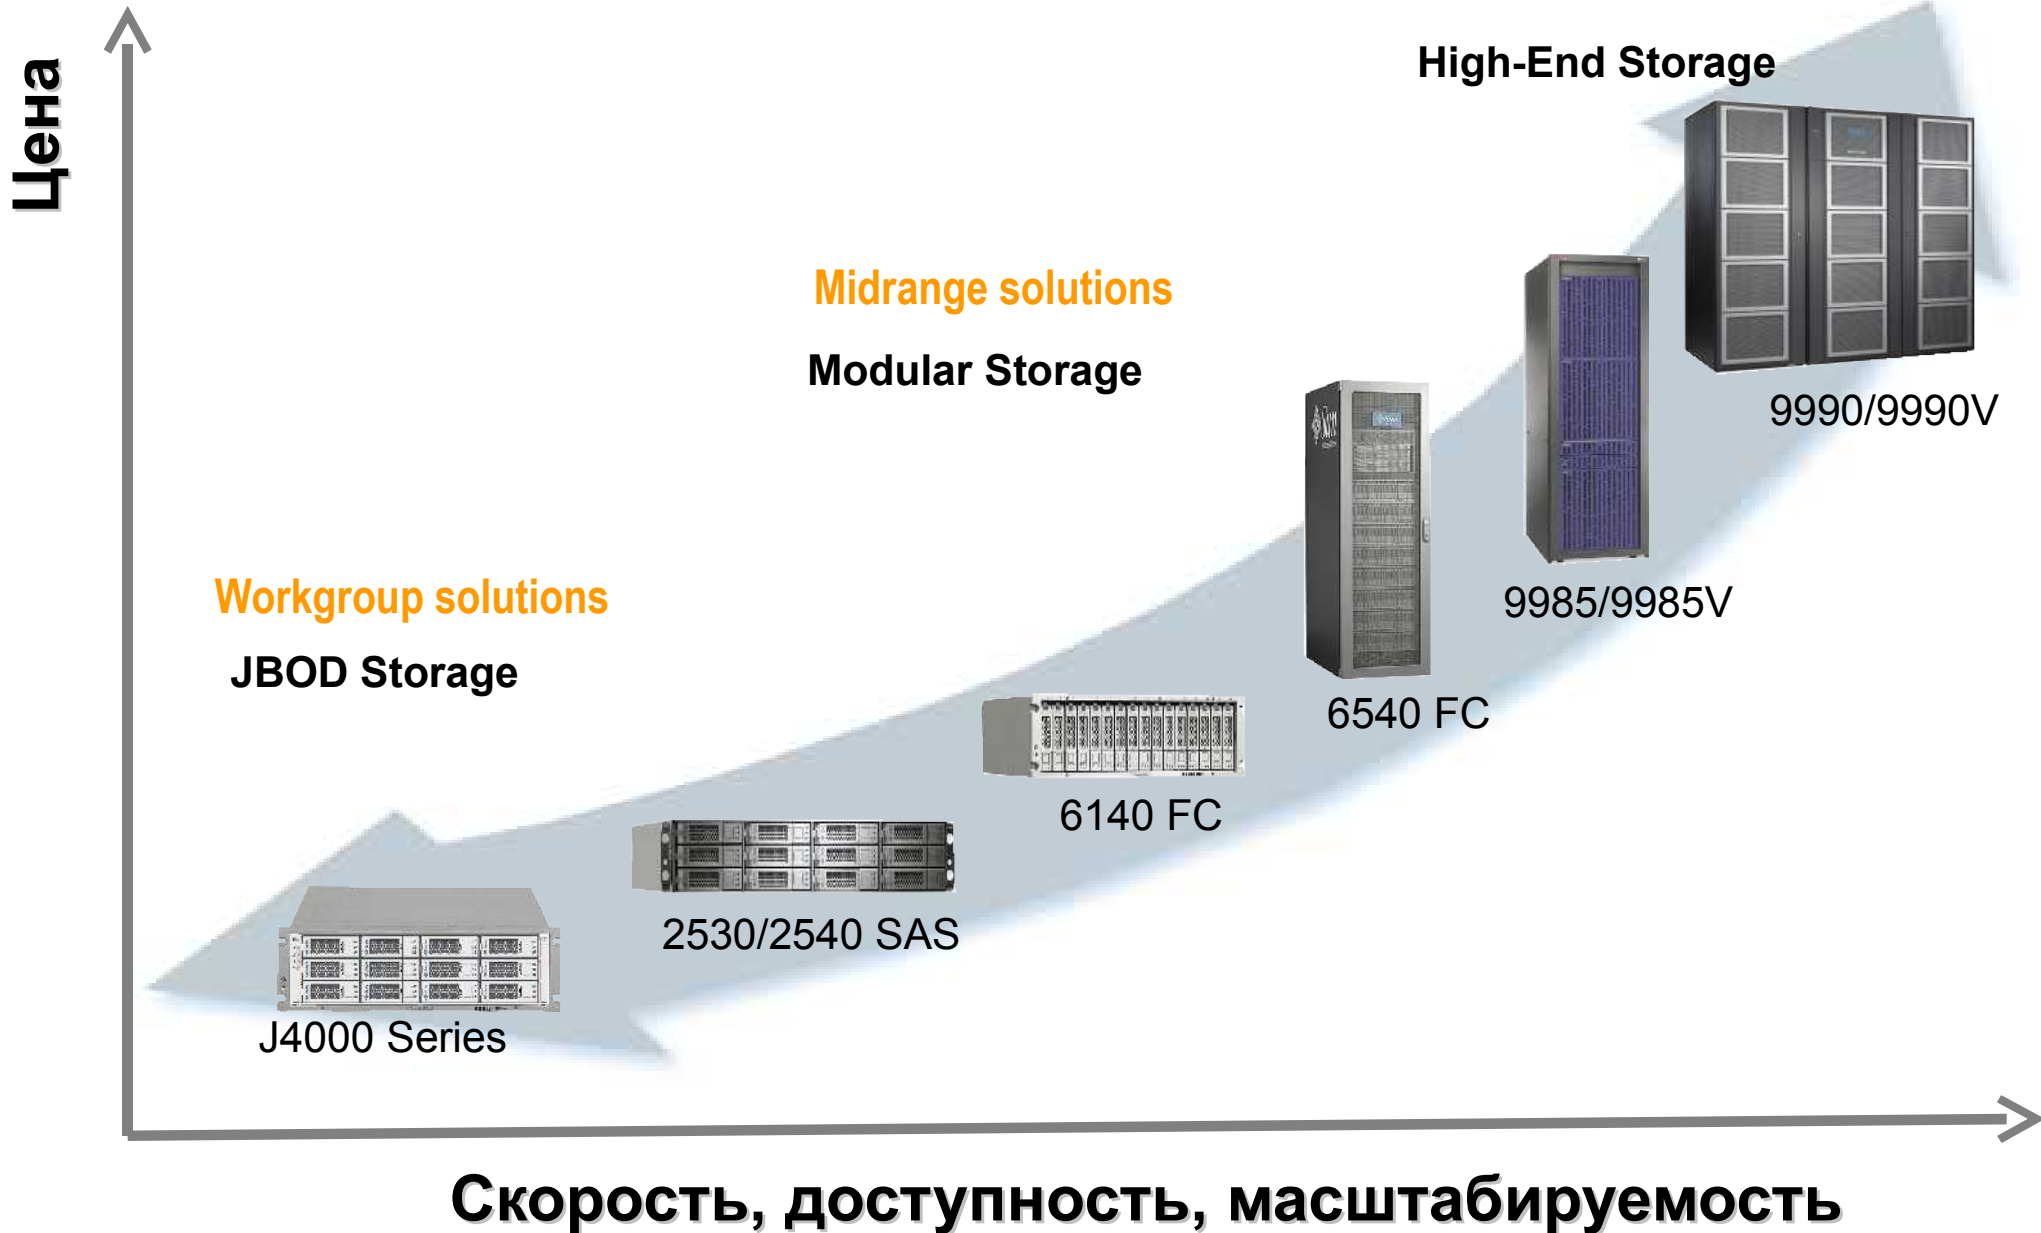 Цена
High-End Storage
Midrange solutions
Modular Storage
9990/9990V
Workgroup solutions
JBOD Storage
9985/9985V
6540 FC
6140 FC
2530/2540 SAS
J4000 Series
Скорость, доступность, масштабируемость
Sun